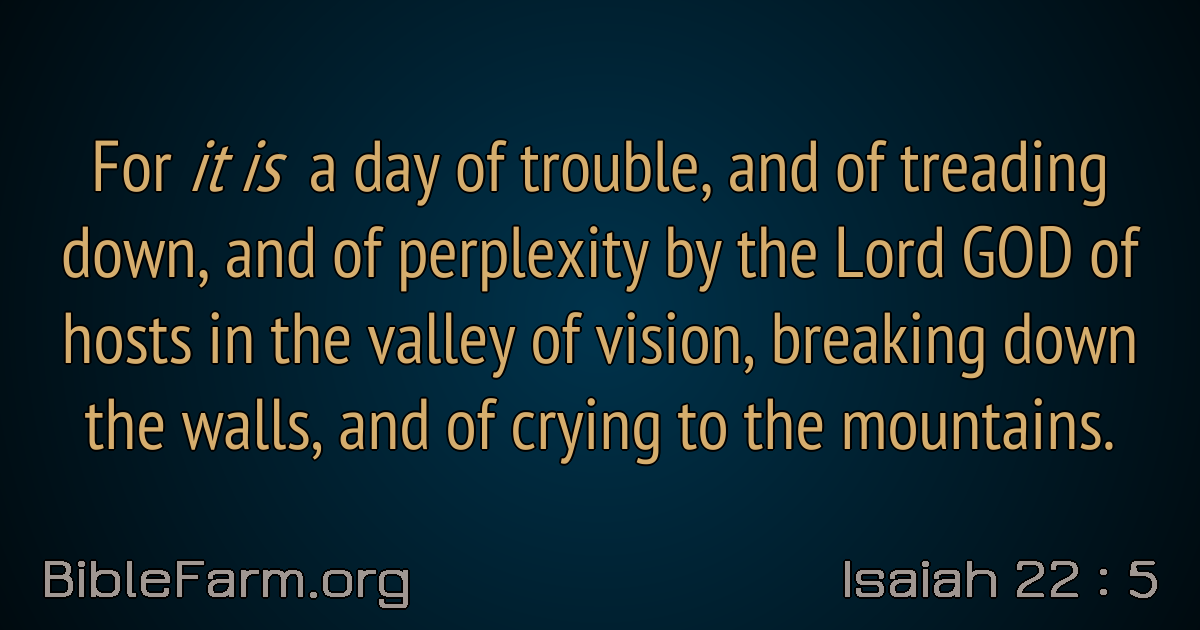 For it is a day of trouble, and of treading
down, and of perplexity by the Lord GOD of
hosts in the valley of vision, breaking down
the walls, and of crying to the mountains.
BibleFarm.org
Isaiah 22 : 5